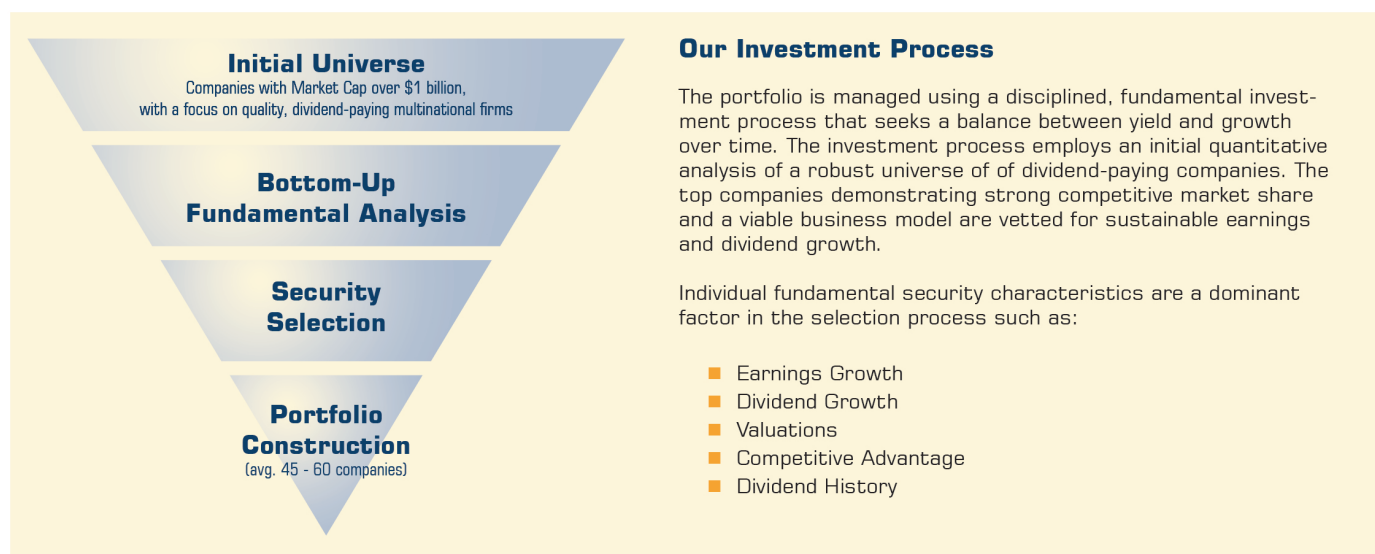 Initial Universe
Companies with Market Cap over $1 billion,
with a focus on quality, dividend-paying multinational firms
Bottom-Up
Fundamental Analysis
Security
Selection
Portfolio
Construction
(avg. 45 - 60 companies)
Our Investment Process
The portfolio is managed using a disciplined, fundamental invest-
ment process that seeks a balance between yield and growth
over time. The investment process employs an initial quantitative
analysis of a robust universe of of dividend-paying companies. The
top companies demonstrating strong competitive market share
and a viable business model are vetted for sustainable earnings
and dividend growth.
Individual fundamental security characteristics are a dominant
factor in the selection process such as:
■ Earnings Growth
■ Dividend Growth
■ Valuations
■ Competitive Advantage
■ Dividend History